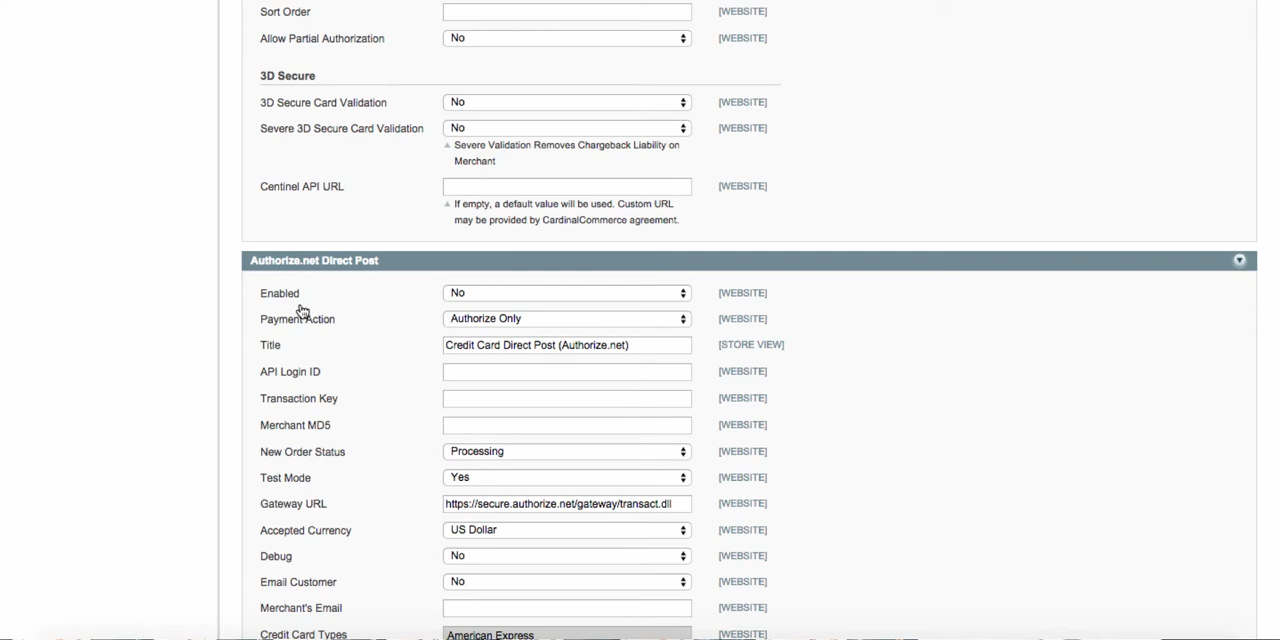 Sort Order [WEBSITE]
Allow Partial Authorization No [WEBSITE]
3D Secure
3D Secure Card Validation No [WEBSITE]
Severe 3D Secure Card Validation No [WEBSITE]
Severe Validation Removes Chargeback Liability on
Merchant
Centinel API URL [WEBSITE]
If empty, a default value will be used. Custom URL
may be provided by CardinalCommerce agreement.
Authorize.net Direct Post
Enabled No [WEBSITE]
Payment Action Authorize Only [WEBSITE]
Title Credit Card Direct Post (Authorize.net) [STORE VIEW]
API Login ID [WEBSITE]
Transaction Key [WEBSITE]
Merchant MD5 [WEBSITE]
New Order Status Processing [WEBSITE]
Test Mode Yes [WEBSITE]
Gateway URL https://secure.authorize.net/gateway/transact.dll [WEBSITE]
Accepted Currency US Dollar [WEBSITE]
Debug No [WEBSITE]
Email Customer No [WEBSITE]
Merchant's Email [WEBSITE]
Credit Card Types American Express [WEBSITE]